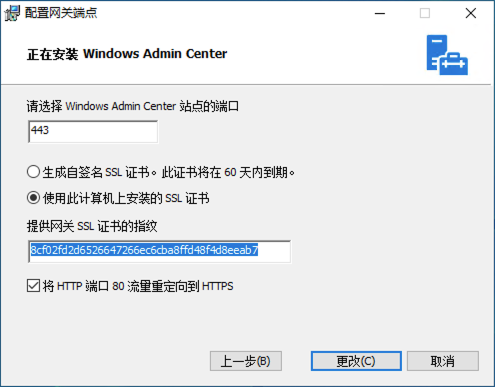 配置网关端点
正在安装 Windows Admin Center
请选择 Windows Admin Center 站点的端口
443
生成自签名 SSL 证书。此证书将在 60 天内到期。
使用此计算机上安装的 SSL 证书
提供网关 SSL 证书的指纹
8cf02fd2d6526647266ec6cba8ffd48f4d8eeab7
将 HTTP 端口 80 流量重定向到 HTTPS
上一步(B) 更改(C) 取消